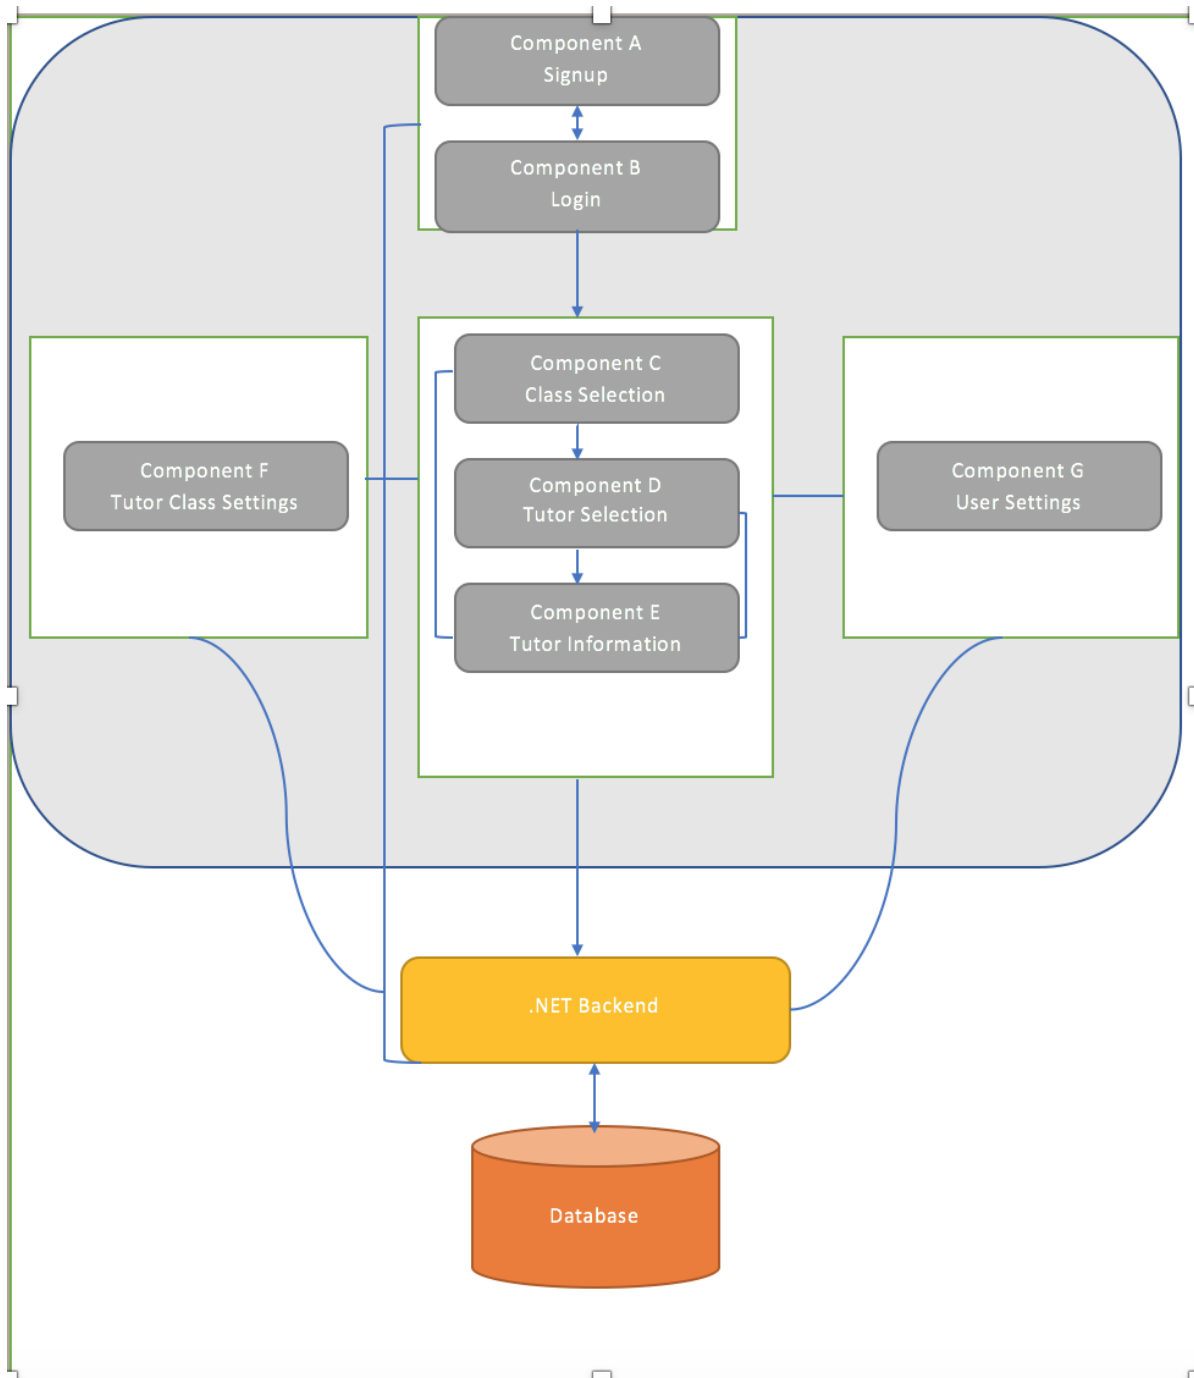 Component A
Signup
Component B
Login
Component C
Class Selection
Component F
Tutor Class Settings
Component D
Tutor Selection
Component G
User Settings
Component E
Tutor Information
.NET Backend
Database